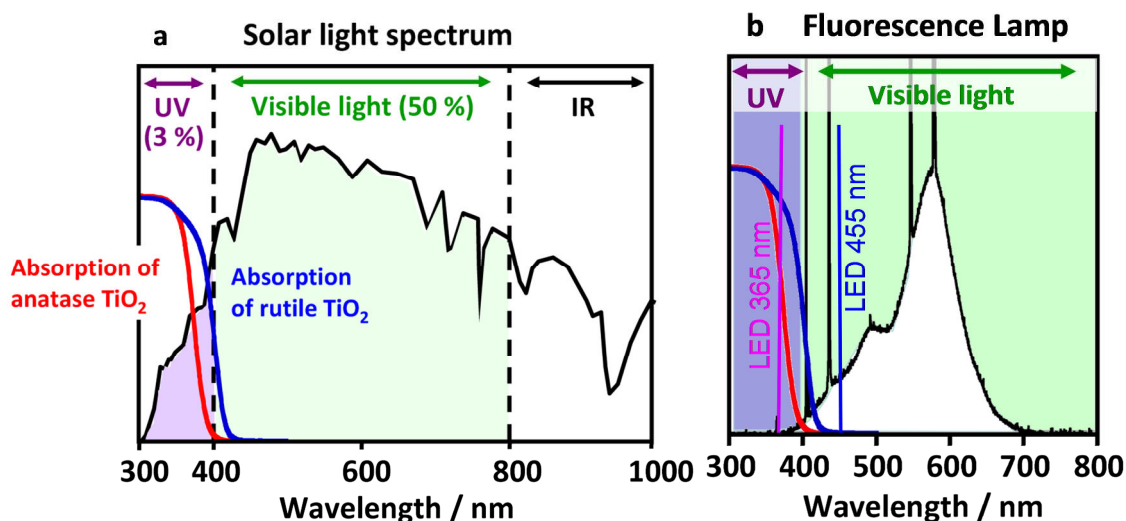 a Solar light spectrum
UV
(3 %)
Visible light (50 %)
IR
Absorption of
anatase TiO₂
Absorption
of rutile TiO₂
300 400 600 800 1000
Wavelength / nm
b Fluorescence Lamp
UV
Visible light
LED 365 nm
LED 455 nm
300 400 500 600 700 800
Wavelength / nm